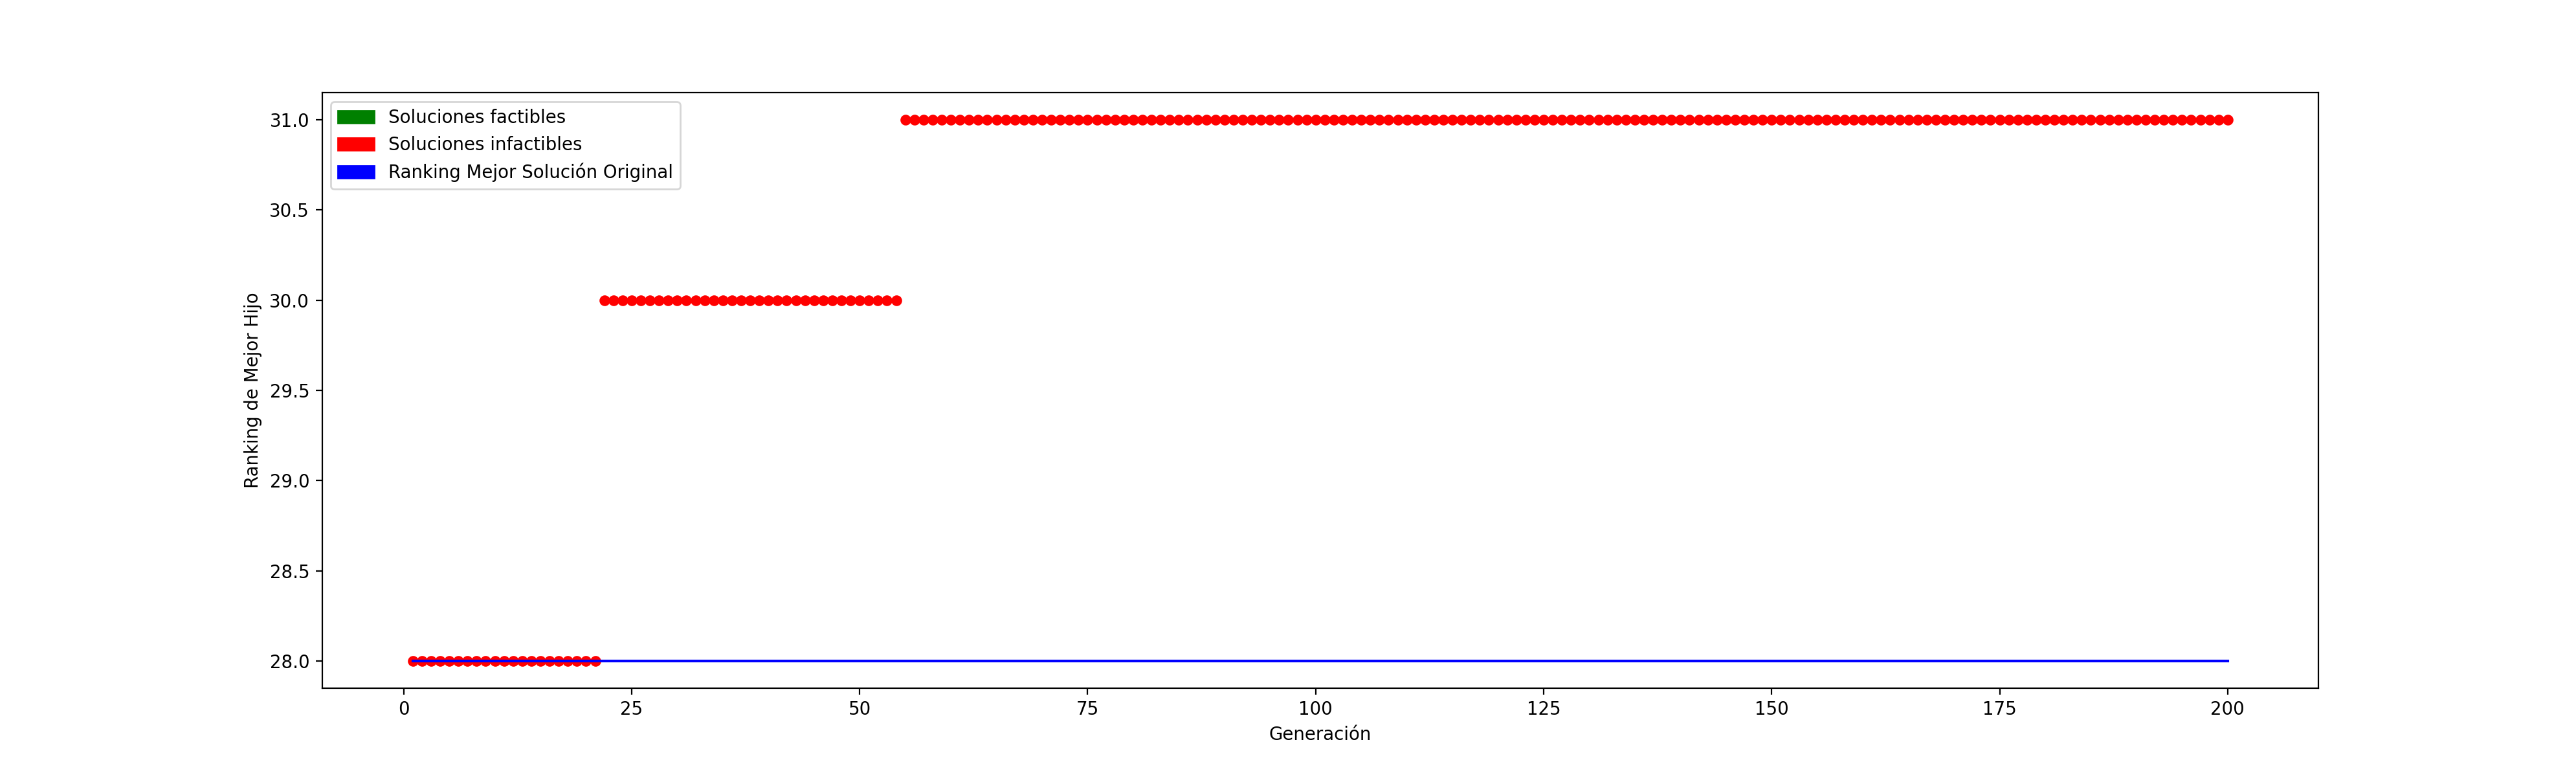 Soluciones factibles
Soluciones infactibles
Ranking Mejor Solución Original
31.0
30.5
30.0
29.5
29.0
28.5
28.0
Ranking de Mejor Hijo
0 25 50 75 100 125 150 175 200
Generación